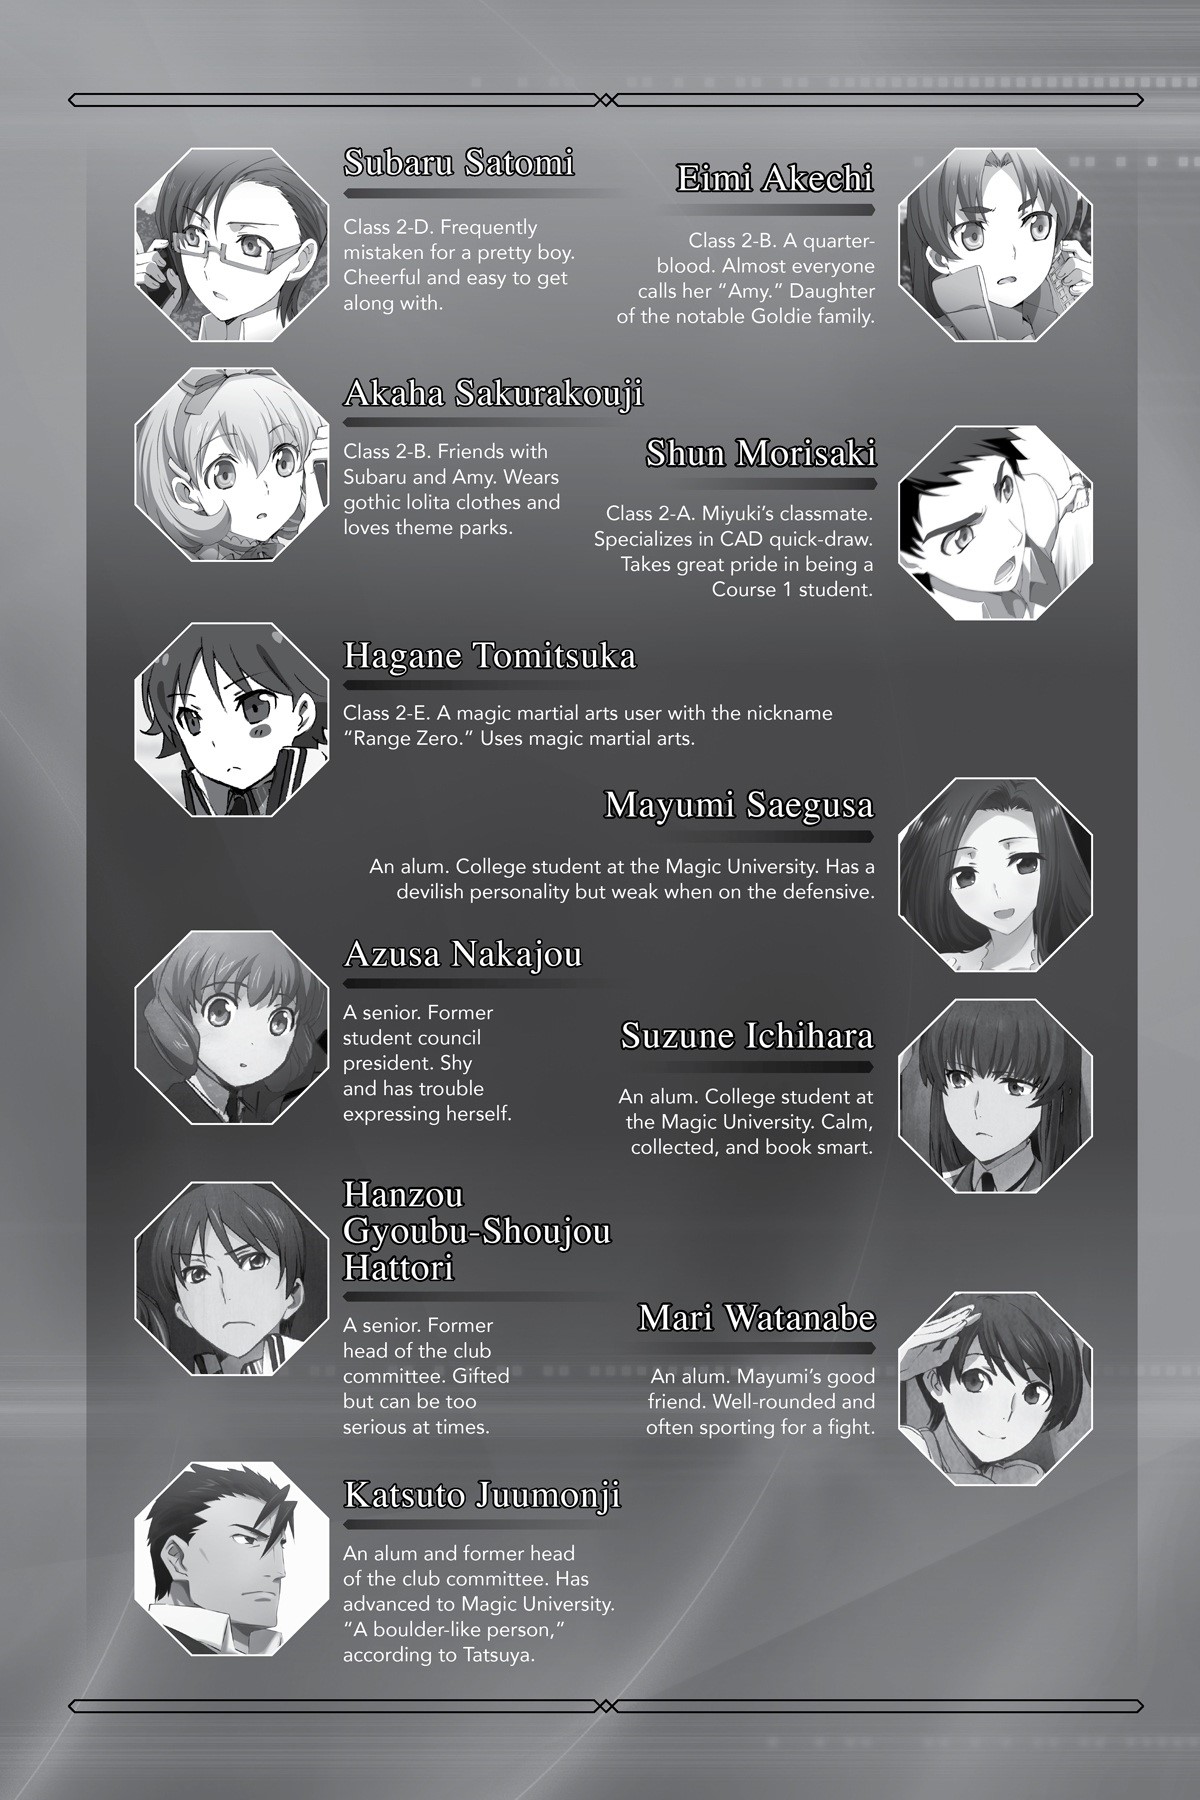 Subaru Satomi
Class 2-D. Frequently
mistaken for a pretty boy.
Cheerful and easy to get
along with.
Eimi Akechi
Class 2-B. A quarter-
blood. Almost everyone
calls her “Amy.” Daughter
of the notable Goldie family.
Akaha Sakurakouji
Class 2-B. Friends with
Subaru and Amy. Wears
gothic lolita clothes and
loves theme parks.
Shun Morisaki
Class 2-A. Miyuki’s classmate.
Specializes in CAD quick-draw.
Takes great pride in being a
Course 1 student.
Hagane Tomitsuka
Class 2-E. A magic martial arts user with the nickname
“Range Zero.” Uses magic martial arts.
Mayumi Saegusa
An alum. College student at the Magic University. Has a
devilish personality but weak when on the defensive.
Azusa Nakajou
A senior. Former
student council
president. Shy
and has trouble
expressing herself.
Suzune Ichihara
An alum. College student at
the Magic University. Calm,
collected, and book smart.
Hanzou
Gyoubu-Shoujou
Hattori
A senior. Former
head of the club
committee. Gifted
but can be too
serious at times.
Mari Watanabe
An alum. Mayumi’s good
friend. Well-rounded and
often sporting for a fight.
Katsuto Juumonji
An alum and former head
of the club committee. Has
advanced to Magic University.
“A boulder-like person,”
according to Tatsuya.